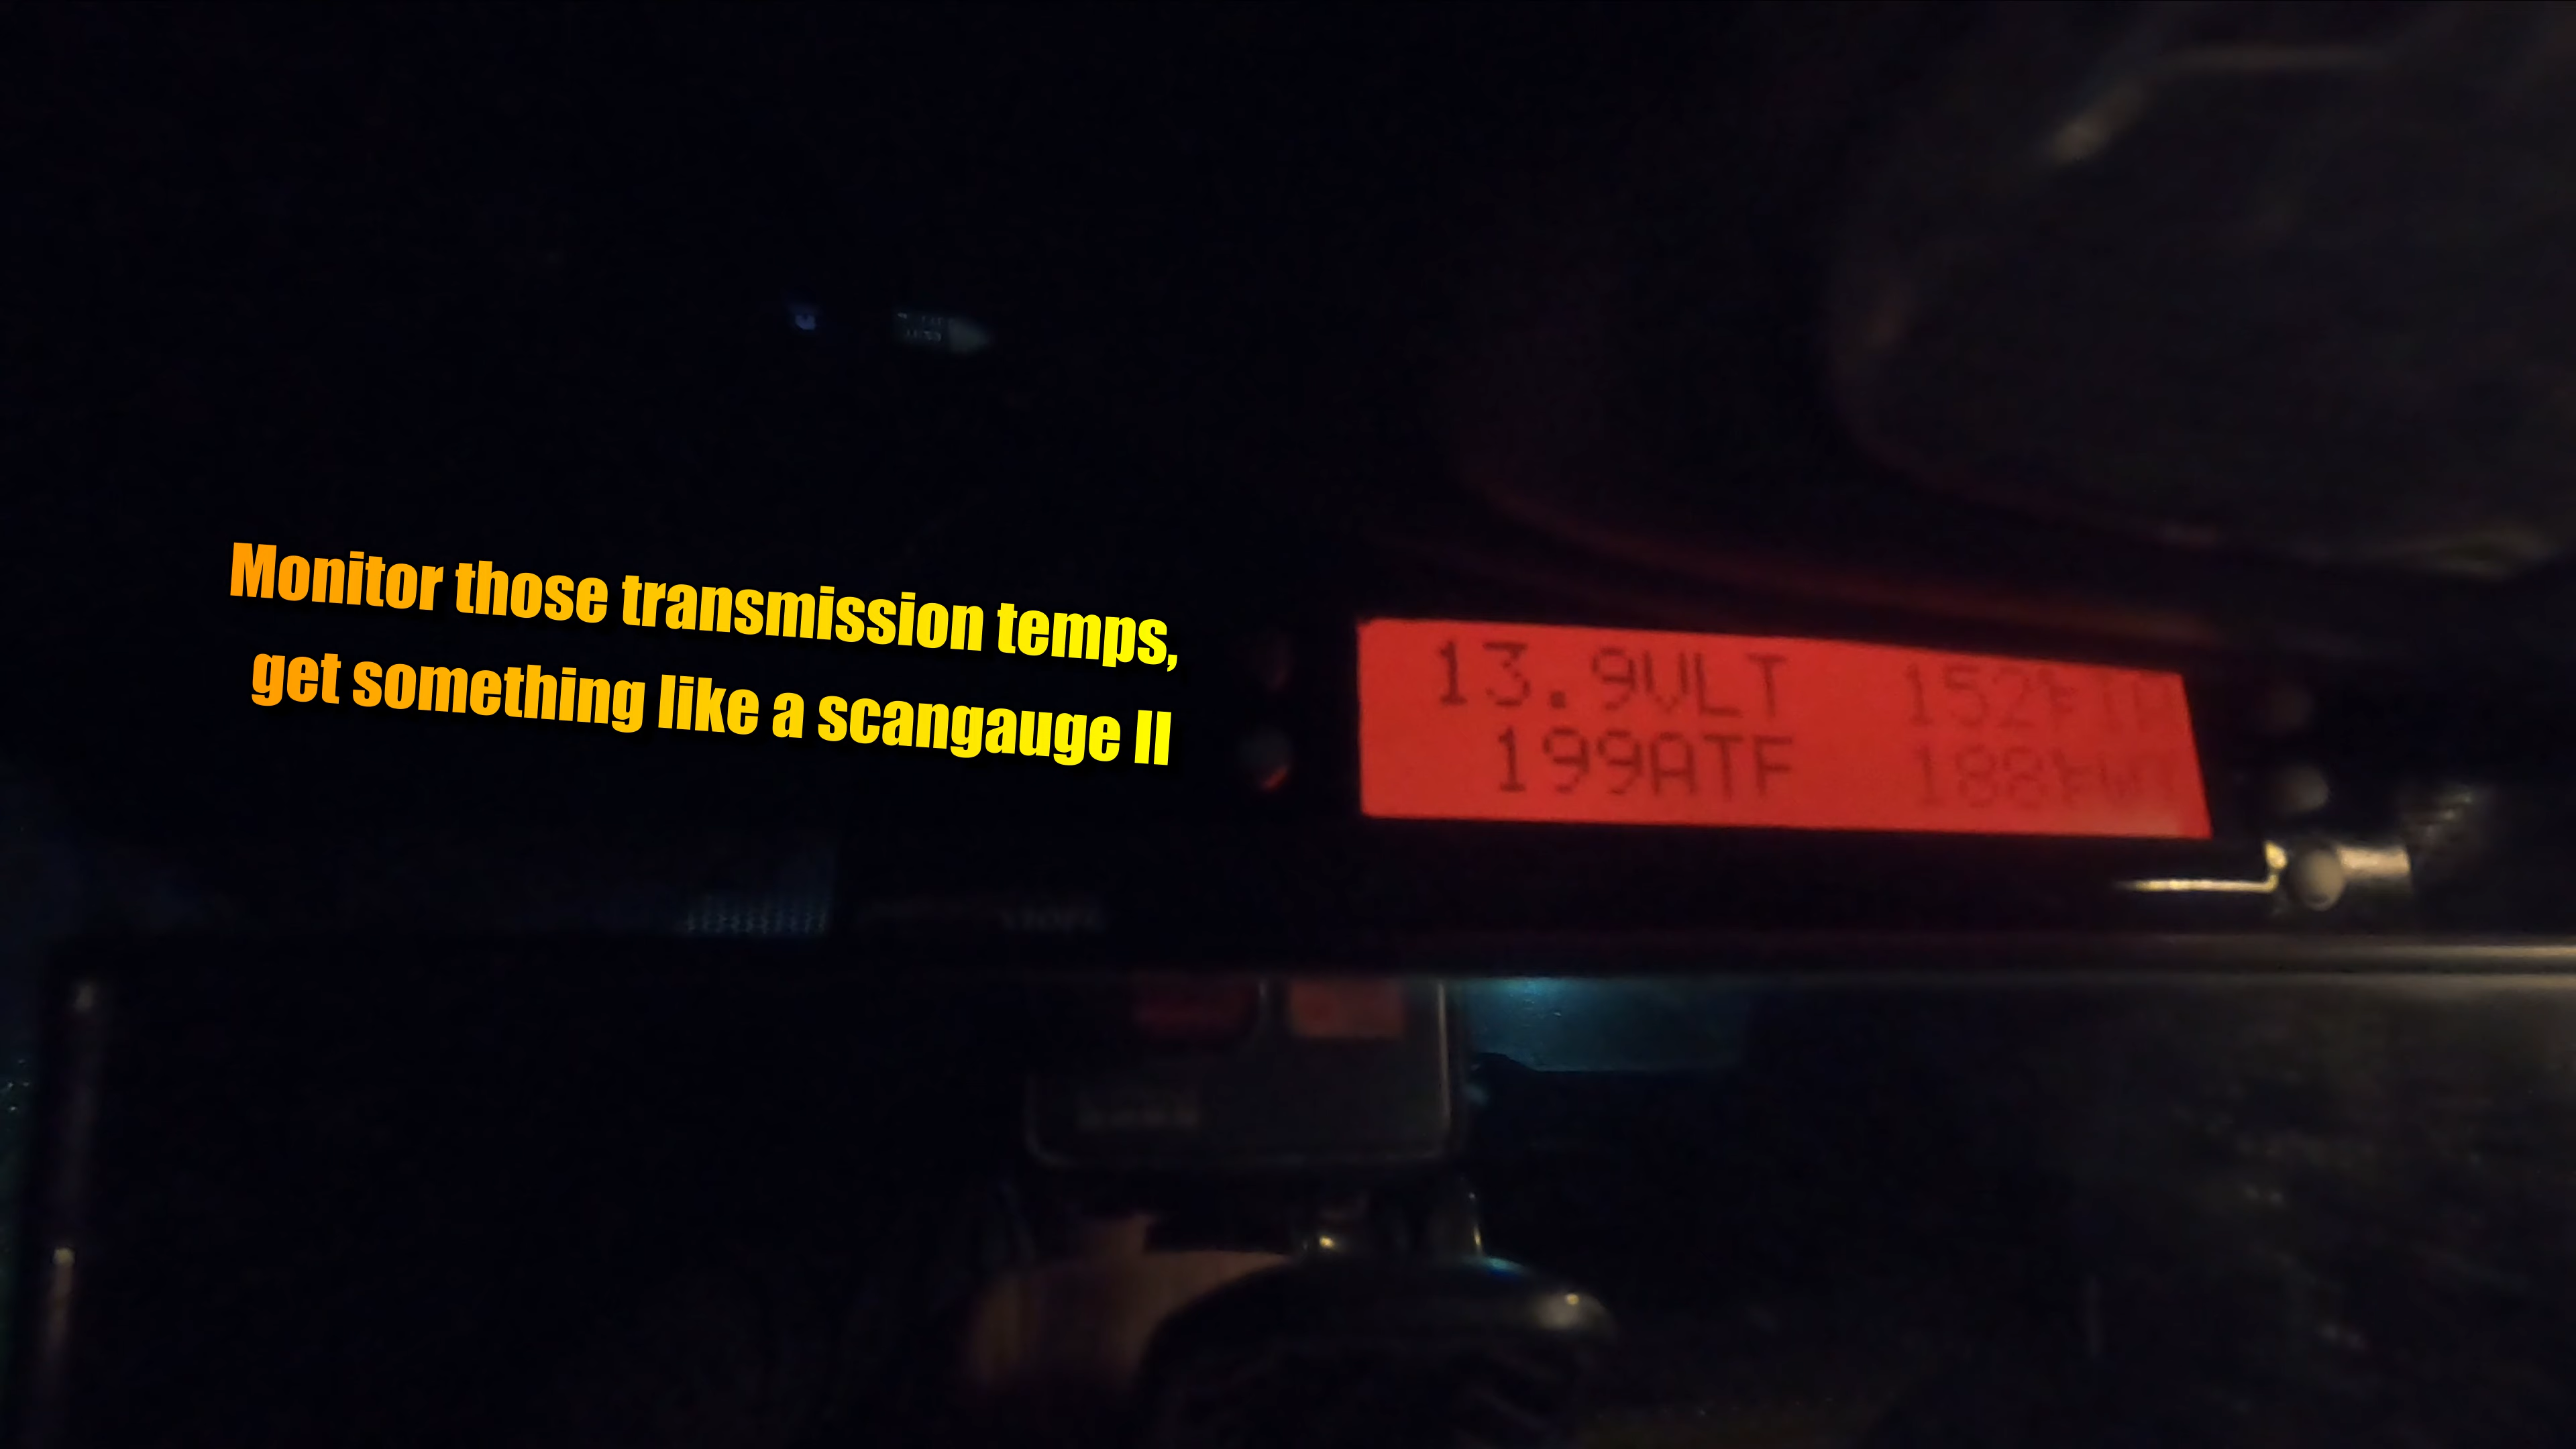 Monitor those transmission temps,
get something like a scangauge II
13.9VLT 152
199ATF 188